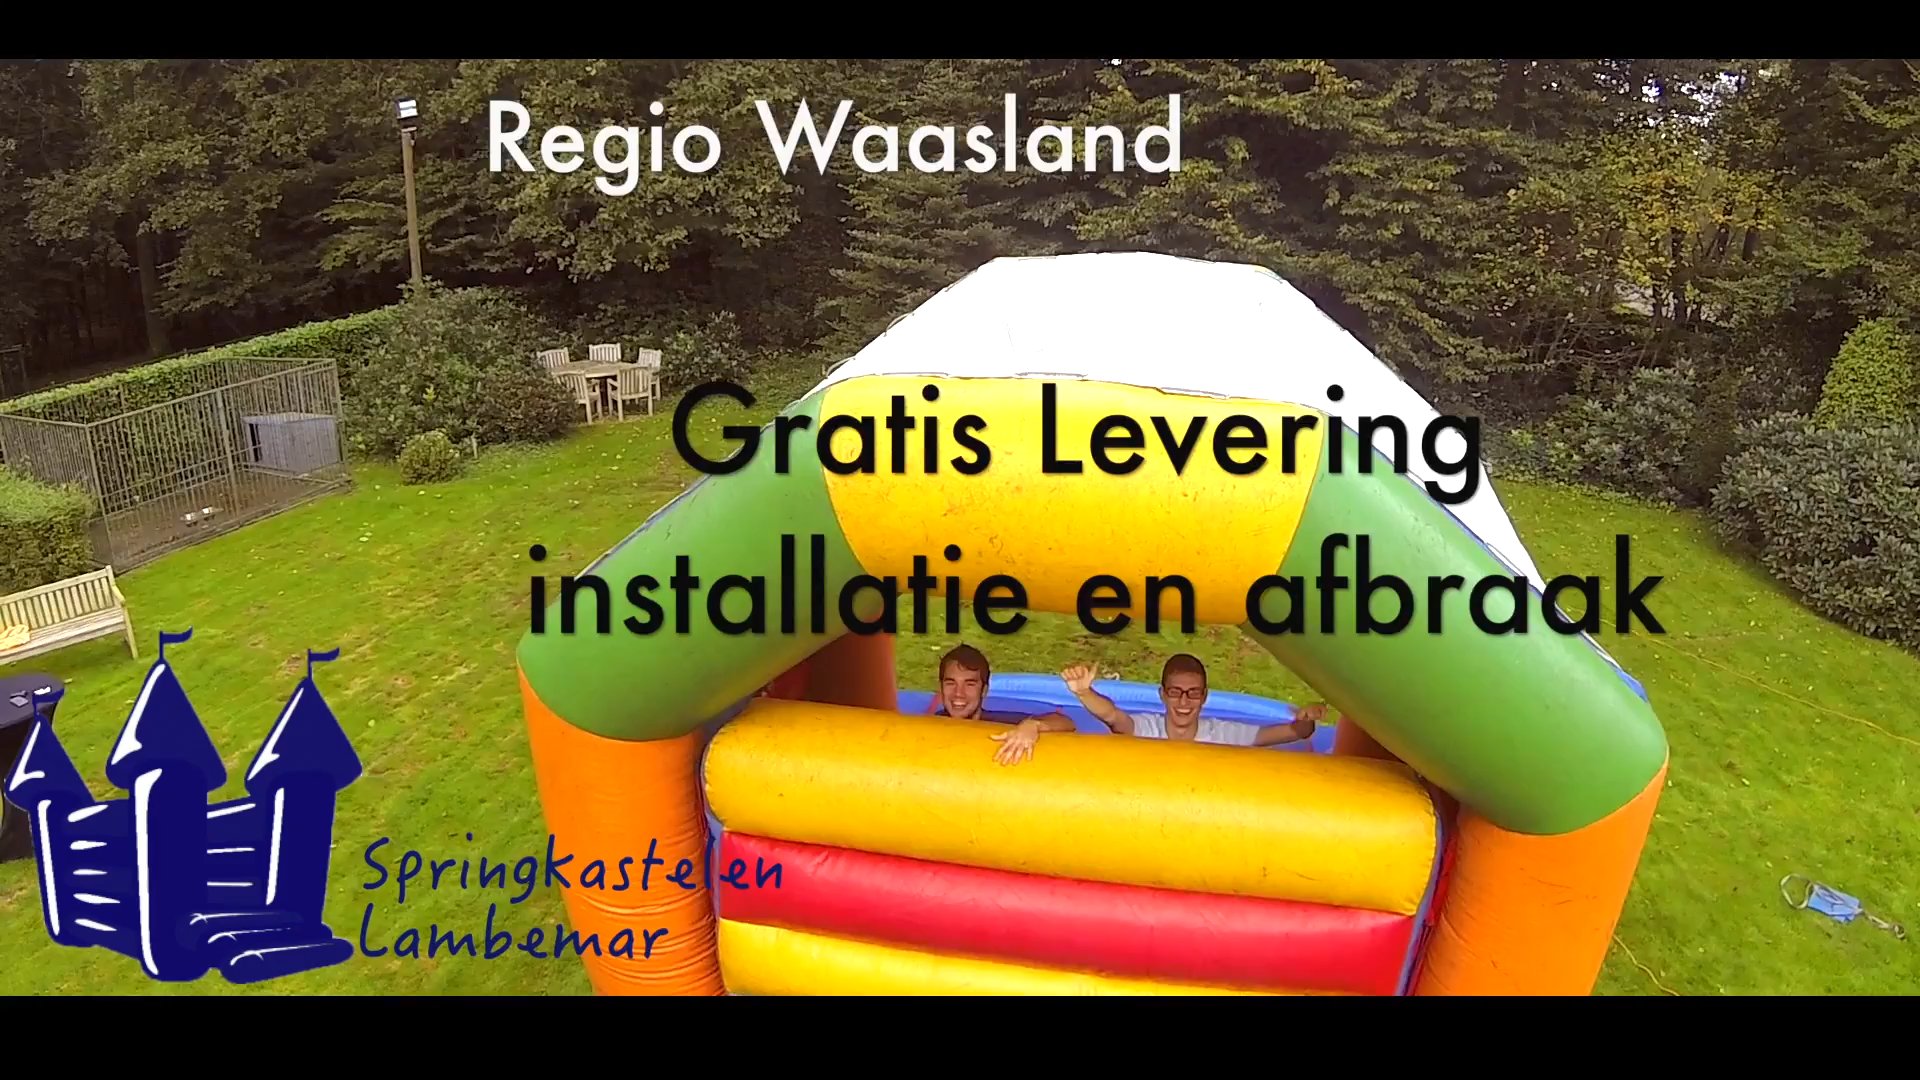 Regio Waasland
Gratis Levering
installatie en afbraak
Springkastelen
Lambemar